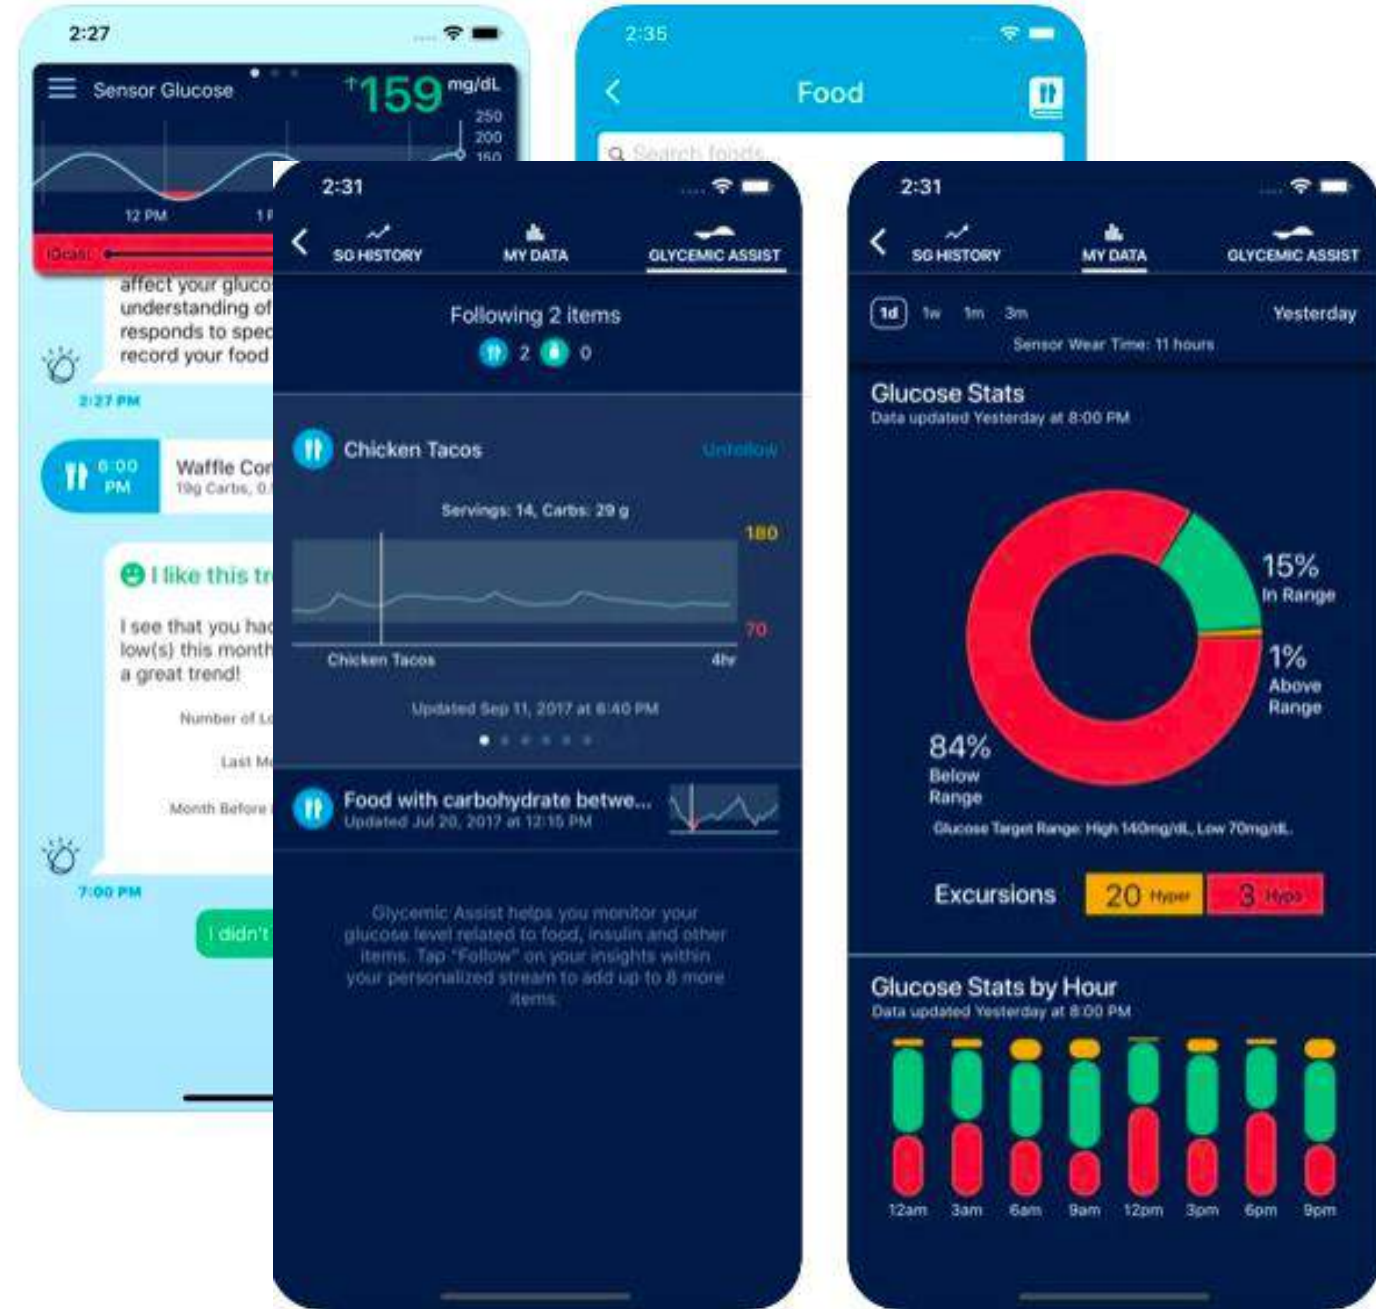 2:27
Sensor Glucose
↑159 mg/dL
250
200
150
12 PM
affect your gluco
understanding of
responds to spec
record your food
2:27 PM
6:00 PM
Waffle Con
19g Carbs, 0.
I like this tr
I see that you had
low(s) this month
a great trend!
Number of Lo
Last Mo
Month Before
7:00 PM
I didn't
2:35
Food
Search foods...
2:31
SG HISTORY
MY DATA
GLYCEMIC ASSIST
Following 2 items
2
0
Chicken Tacos
Unfollow
Servings: 14, Carbs: 29 g
180
70
Chicken Tacos
4hr
Updated Sep 11, 2017 at 6:40 PM
Food with carbohydrate betwe...
Updated Jul 20, 2017 at 12:15 PM
Glycemic Assist helps you monitor your
glucose level related to food, insulin and other
items. Tap "Follow" on your insights within
your personalized stream to add up to 8 more
items.
2:31
SG HISTORY
MY DATA
GLYCEMIC ASSIST
1d 1w 1m 3m
Yesterday
Sensor Wear Time: 11 hours
Glucose Stats
Data updated Yesterday at 8:00 PM
15%
In Range
1%
Above
Range
84%
Below
Range
Glucose Target Range: High 140mg/dL, Low 70mg/dL.
Excursions
20 Hyper
3 Hypo
Glucose Stats by Hour
Data updated Yesterday at 8:00 PM
12am 3am 6am 9am 12pm 3pm 6pm 9pm